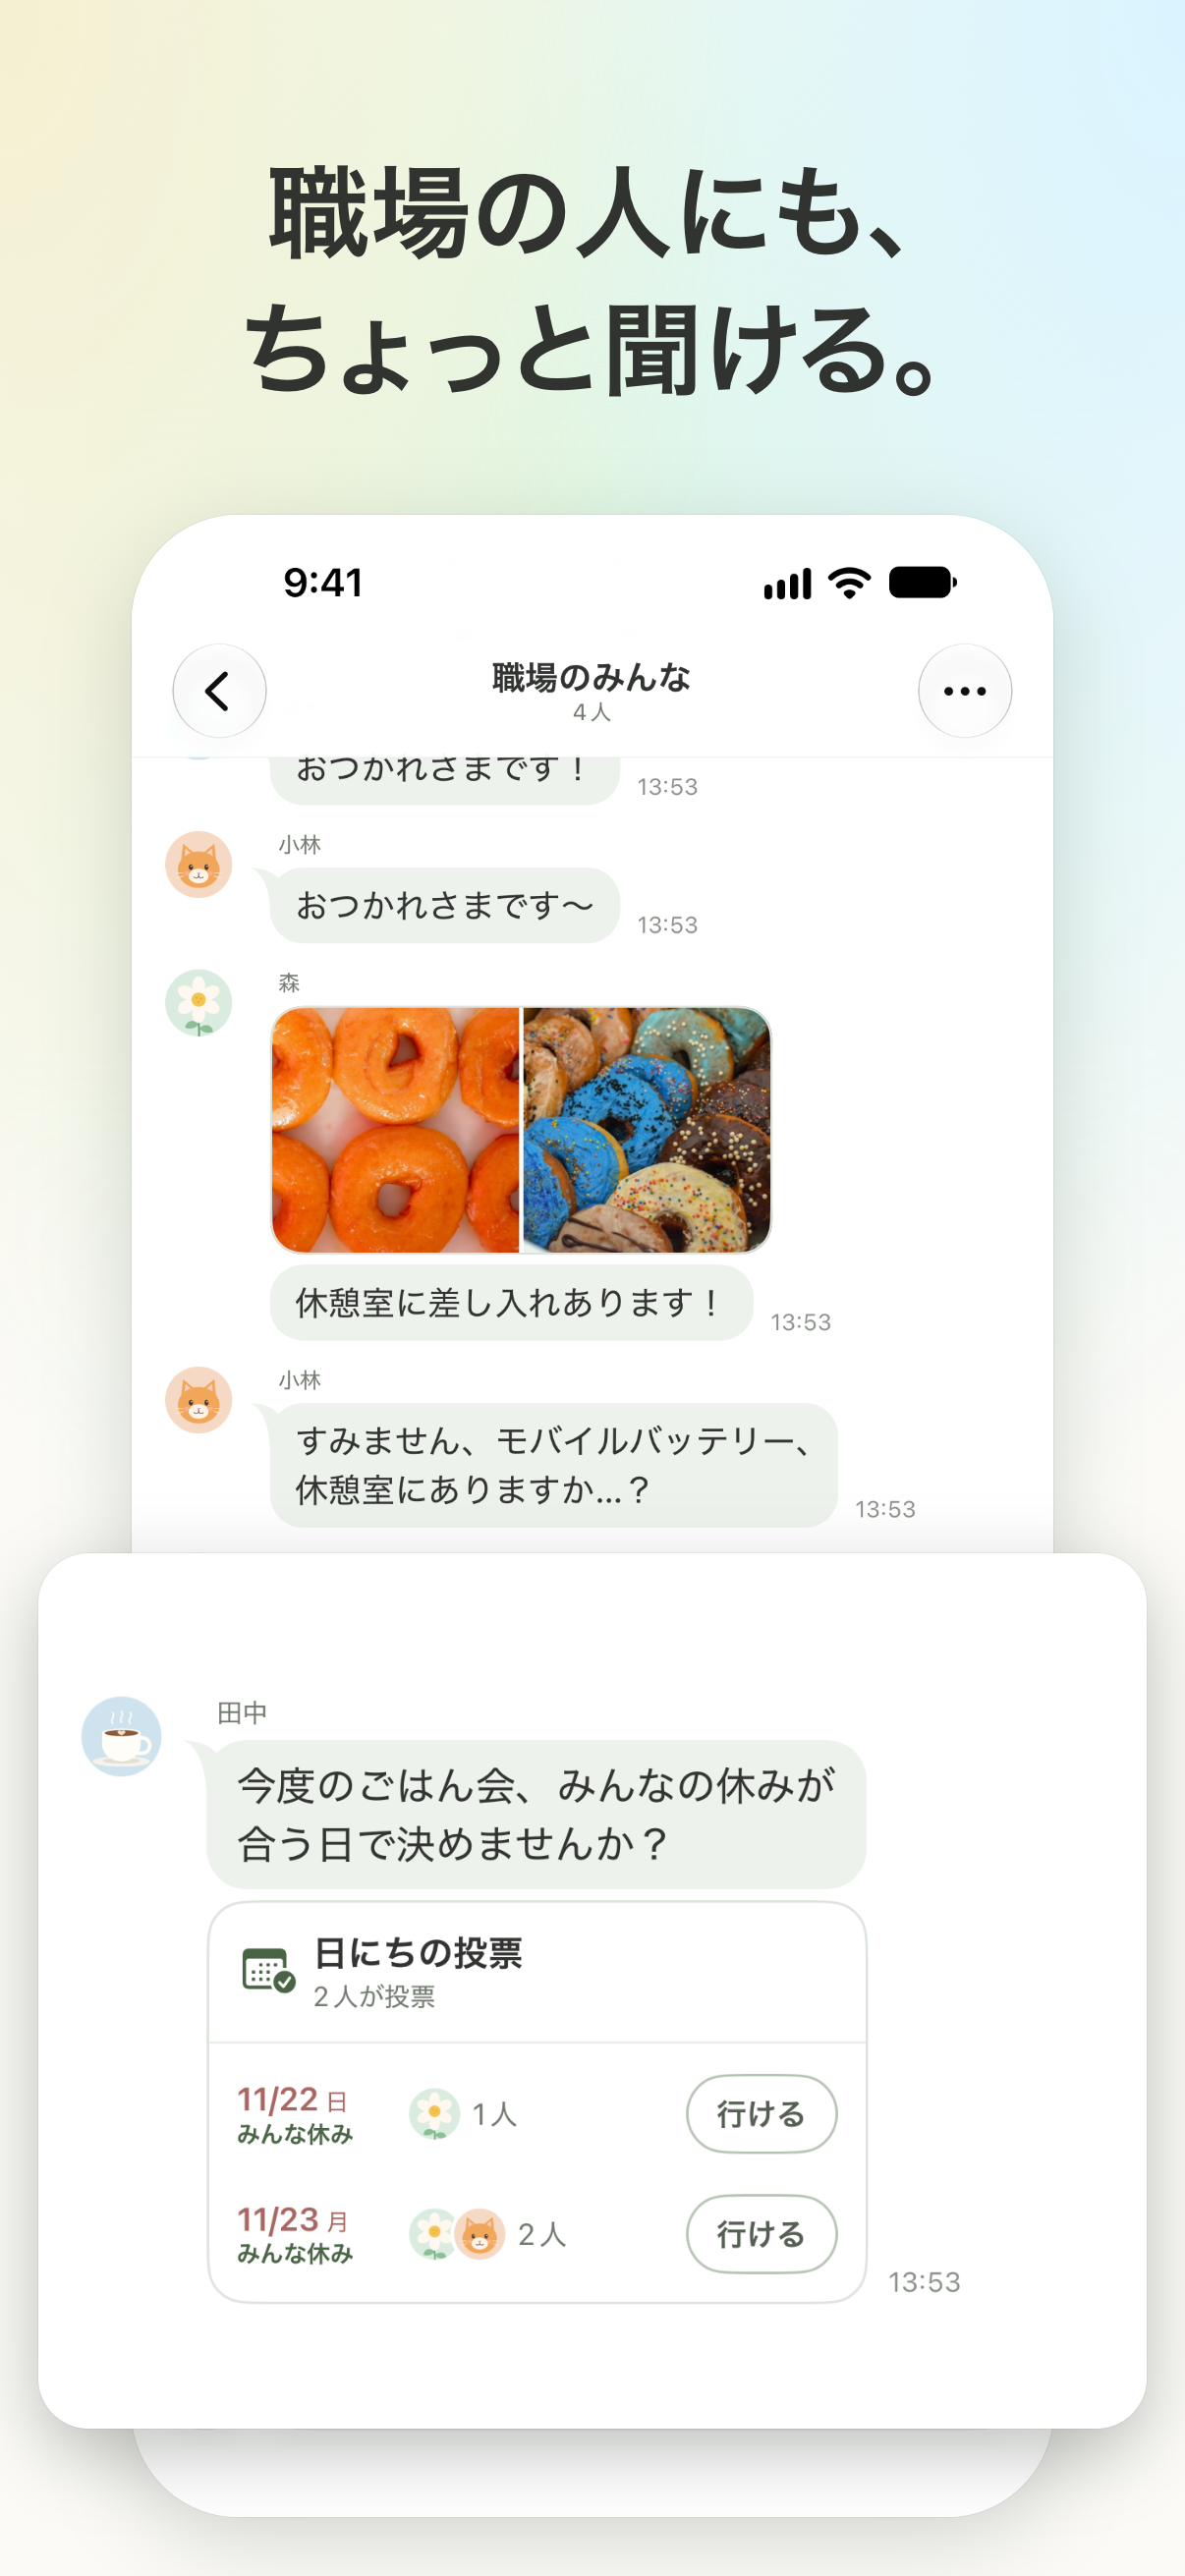 職場の人にも、
ちょっと聞ける。
9:41
職場のみんな
4人
おつかれさまです！
13:53
小林
おつかれさまです〜
13:53
森
休憩室に差し入れあります！
13:53
小林
すみません、モバイルバッテリー、
休憩室にありますか…？
13:53
田中
今度のごはん会、みんなの休みが
合う日で決めませんか？
日にちの投票
2人が投票
11/22 日
みんな休み
1人
行ける
11/23 月
みんな休み
2人
行ける
13:53